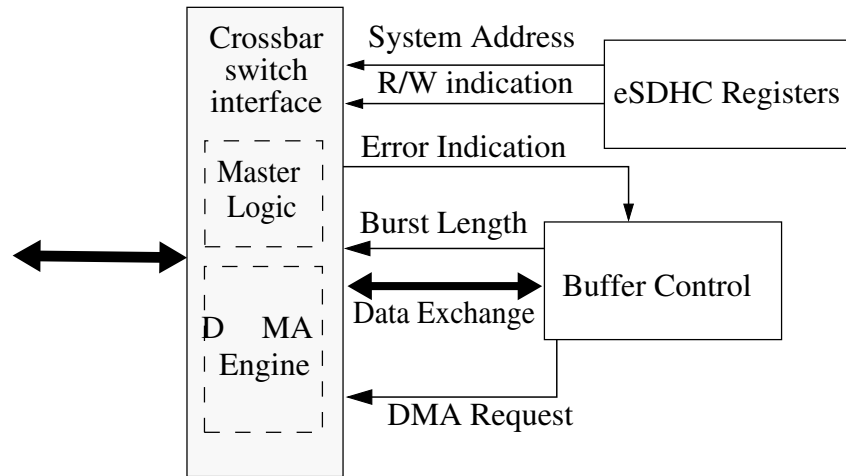 Crossbar
switch
interface
System Address
R/W indication
eSDHC Registers
Master
Logic
Error Indication
Burst Length
Buffer Control
Data Exchange
D MA
Engine
DMA Request